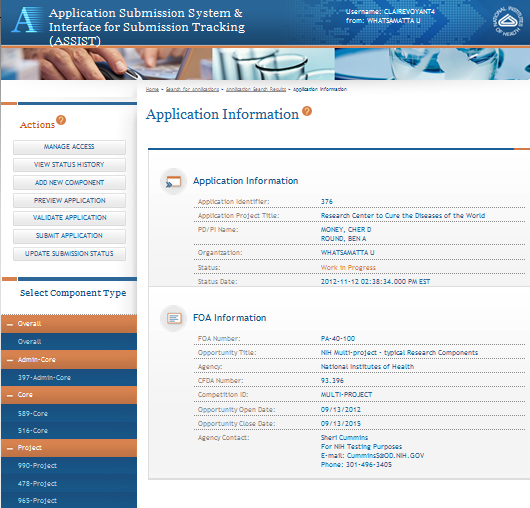 Application Submission System &
Interface for Submission Tracking
(ASSIST)
Username: CLAIREVOYANT4
from: WHATSAMATTA U
NATIONAL INSTITUTES OF HEALTH
Home • Search for Applications • Application Search Results • Application Information
Actions ?
MANAGE ACCESS
VIEW STATUS HISTORY
ADD NEW COMPONENT
PREVIEW APPLICATION
VALIDATE APPLICATION
SUBMIT APPLICATION
UPDATE SUBMISSION STATUS
Select Component Type
Overall
Overall
Admin-Core
397-Admin-Core
Core
589-Core
516-Core
Project
990-Project
478-Project
965-Project
Application Information ?
Application Information
Application Identifier: 376
Application Project Title: Research Center to Cure the Diseases of the World
PD/PI Name: MONEY, CHER D
ROUND, BEN A
Organization: WHATSAMATTA U
Status: Work in Progress
Status Date: 2012-11-12 02:38:34.000 PM EST
FOA Information
FOA Number: PA-40-100
Opportunity Title: NIH Multi-project - typical Research Components
Agency: National Institutes of Health
CFDA Number: 93.396
Competition ID: MULTI-PROJECT
Opportunity Open Date: 09/13/2012
Opportunity Close Date: 09/13/2015
Agency Contact: Sheri Cummins
For NIH Testing Purposes
E-mail: CumminsS@OD.NIH.GOV
Phone: 301-496-3405